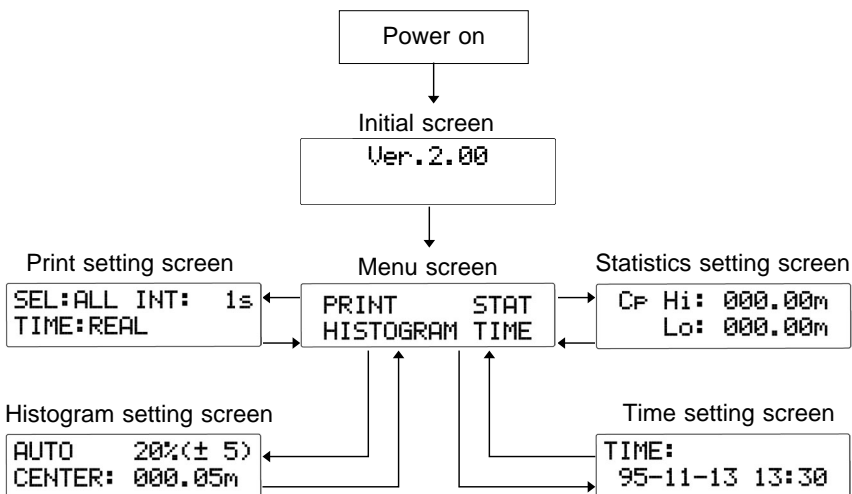 Power on
Initial screen
Ver.2.00
Print setting screen
SEL:ALL INT: 1s
TIME:REAL
Menu screen
PRINT STAT
HISTOGRAM TIME
Statistics setting screen
CP Hi: 000.00m
Lo: 000.00m
Histogram setting screen
AUTO 20%(± 5)
CENTER: 000.05m
Time setting screen
TIME:
95-11-13 13:30